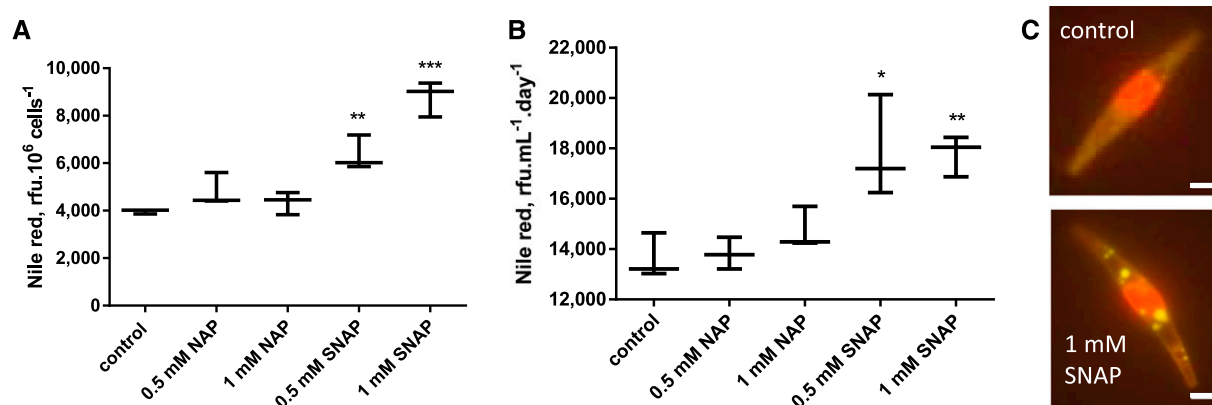 A
Nile red, rfu.10⁶ cells⁻¹
10,000
8,000
6,000
4,000
2,000
0
**
***
control
0.5 mM NAP
1 mM NAP
0.5 mM SNAP
1 mM SNAP
B
Nile red, rfu.mL⁻¹.day⁻¹
22,000
20,000
18,000
16,000
14,000
12,000
*
**
control
0.5 mM NAP
1 mM NAP
0.5 mM SNAP
1 mM SNAP
C
control
1 mM
SNAP